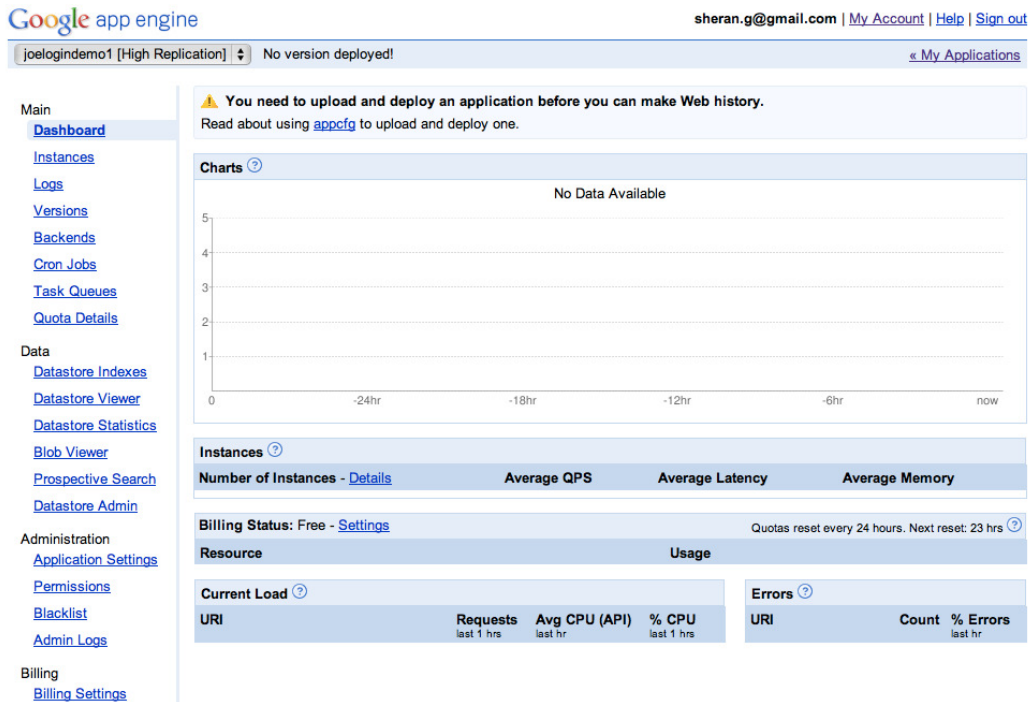 Google app engine
sheran.g@gmail.com | My Account | Help | Sign out
joelogindemo1 [High Replication] No version deployed! « My Applications
Main
Dashboard
Instances
Logs
Versions
Backends
Cron Jobs
Task Queues
Quota Details
Data
Datastore Indexes
Datastore Viewer
Datastore Statistics
Blob Viewer
Prospective Search
Datastore Admin
Administration
Application Settings
Permissions
Blacklist
Admin Logs
Billing
Billing Settings
You need to upload and deploy an application before you can make Web history.
Read about using appcfg to upload and deploy one.
Charts ?
No Data Available
5
4
3
2
1
0 -24hr -18hr -12hr -6hr now
Instances ?
Number of Instances - Details Average QPS Average Latency Average Memory
Billing Status: Free - Settings Quotas reset every 24 hours. Next reset: 23 hrs ?
Resource Usage
Current Load ?
URI Requests Avg CPU (API) % CPU
last 1 hrs last hr last 1 hrs
Errors ?
URI Count % Errors
last hr